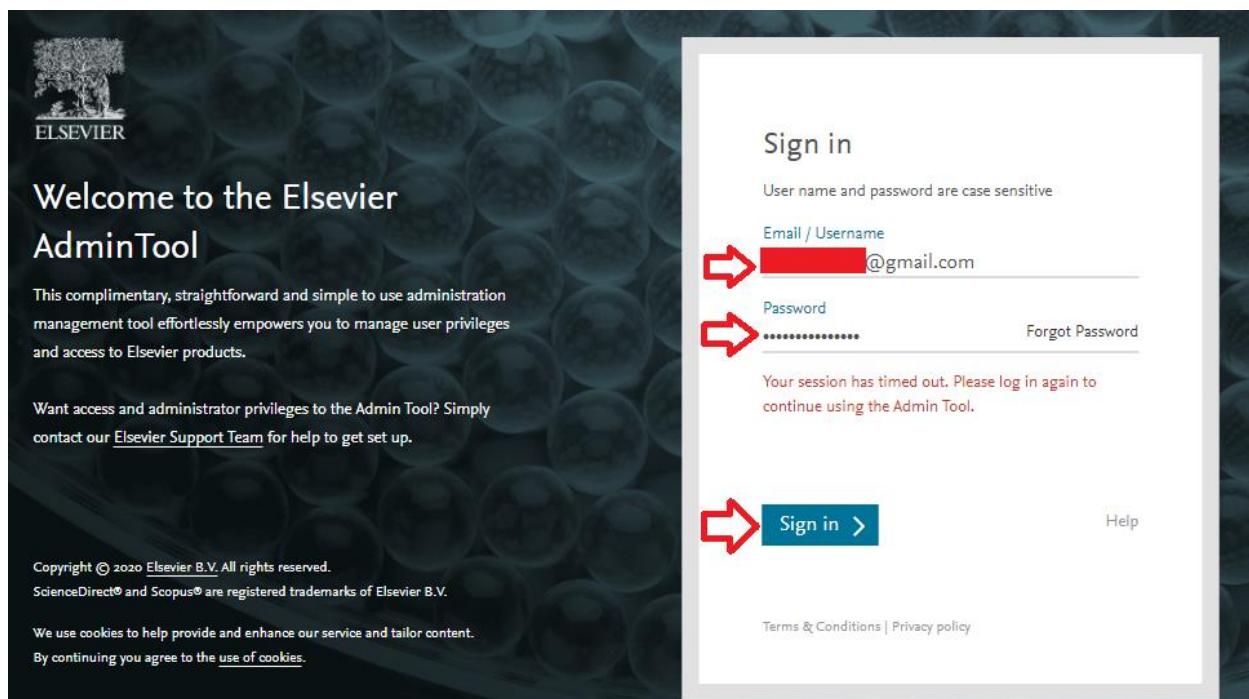 ELSEVIER
Welcome to the Elsevier
AdminTool
This complimentary, straightforward and simple to use administration
management tool effortlessly empowers you to manage user privileges
and access to Elsevier products.
Want access and administrator privileges to the Admin Tool? Simply
contact our Elsevier Support Team for help to get set up.
Copyright © 2020 Elsevier B.V. All rights reserved.
ScienceDirect® and Scopus® are registered trademarks of Elsevier B.V.
We use cookies to help provide and enhance our service and tailor content.
By continuing you agree to the use of cookies.
Sign in
User name and password are case sensitive
Email / Username
@gmail.com
Password
••••••••••••••• Forgot Password
Your session has timed out. Please log in again to
continue using the Admin Tool.
Sign in Help
Terms & Conditions | Privacy policy